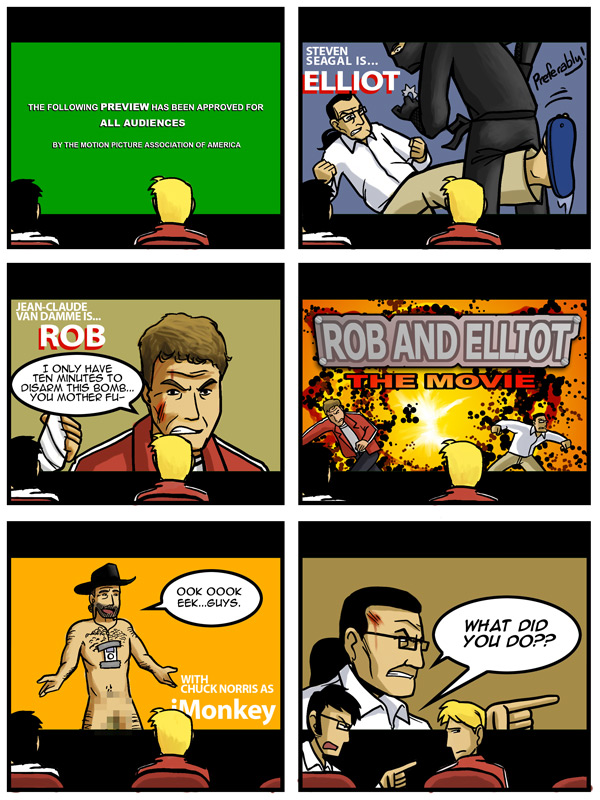 THE FOLLOWING PREVIEW HAS BEEN APPROVED FOR
ALL AUDIENCES
BY THE MOTION PICTURE ASSOCIATION OF AMERICA
STEVEN
SEAGAL IS...
ELLIOT
Preferably!
JEAN-CLAUDE
VAN DAMME IS...
ROB
I ONLY HAVE
TEN MINUTES TO
DISARM THIS BOMB...
YOU MOTHER FU-
ROB AND ELLIOT
THE MOVIE
OOK OOOK
EEK...GUYS.
WITH
CHUCK NORRIS AS
iMonkey
WHAT DID
YOU DO??